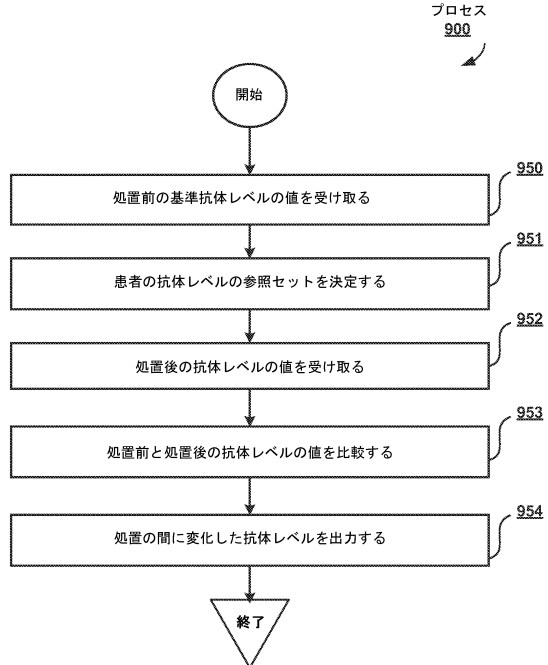 プロセス
900
開始
950
処置前の基準抗体レベルの値を受け取る
951
患者の抗体レベルの参照セットを決定する
952
処置後の抗体レベルの値を受け取る
953
処置前と処置後の抗体レベルの値を比較する
954
処置の間に変化した抗体レベルを出力する
終了